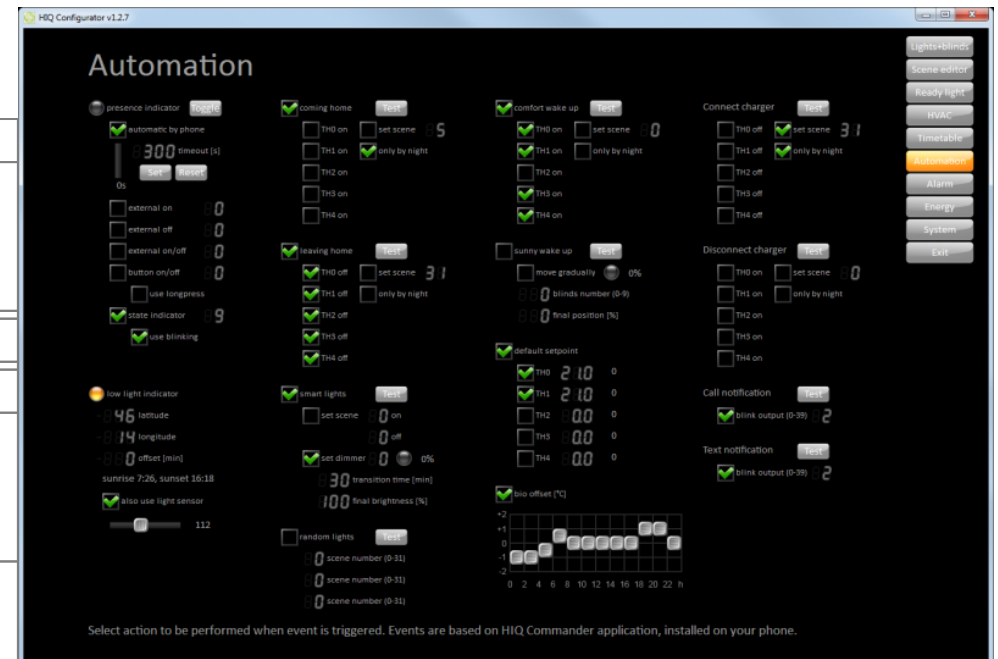 HIQ Configurator v1.2.7
Automation
presence indicator Toggle
automatic by phone
300 timeout [s]
Set Reset
0s
external on 0
external off 0
external on/off 0
button on/off 0
use longpress
state indicator 9
use blinking
low light indicator
46 latitude
14 longitude
0 offset [min]
sunrise 7:26, sunset 16:18
also use light sensor
112
coming home Test
TH0 on set scene 5
TH1 on only by night
TH2 on
TH3 on
TH4 on
leaving home Test
TH0 off set scene 31
TH1 off only by night
TH2 off
TH3 off
TH4 off
smart lights Test
set scene 0 on
0 off
set dimmer 0 0%
30 transition time [min]
100 final brightness [%]
random lights Test
0 scene number (0-31)
0 scene number (0-31)
0 scene number (0-31)
comfort wake up Test
TH0 on set scene 0
TH1 on only by night
TH2 on
TH3 on
TH4 on
sunny wake up Test
move gradually 0%
0 blinds number (0-9)
0 final position [%]
default setpoint
TH0 21.0 0
TH1 21.0 0
TH2 0.0 0
TH3 0.0 0
TH4 0.0 0
bio offset [°C]
+2
+1
0
-1
-2
0 2 4 6 8 10 12 14 16 18 20 22 h
Connect charger Test
TH0 off set scene 31
TH1 off only by night
TH2 off
TH3 off
TH4 off
Disconnect charger Test
TH0 on set scene 0
TH1 on only by night
TH2 on
TH3 on
TH4 on
Call notification Test
blink output (0-39) 2
Text notification Test
blink output (0-39) 2
Lights+blinds
Scene editor
Ready light
HVAC
Timetable
Automation
Alarm
Energy
System
Exit
Select action to be performed when event is triggered. Events are based on HIQ Commander application, installed on your phone.